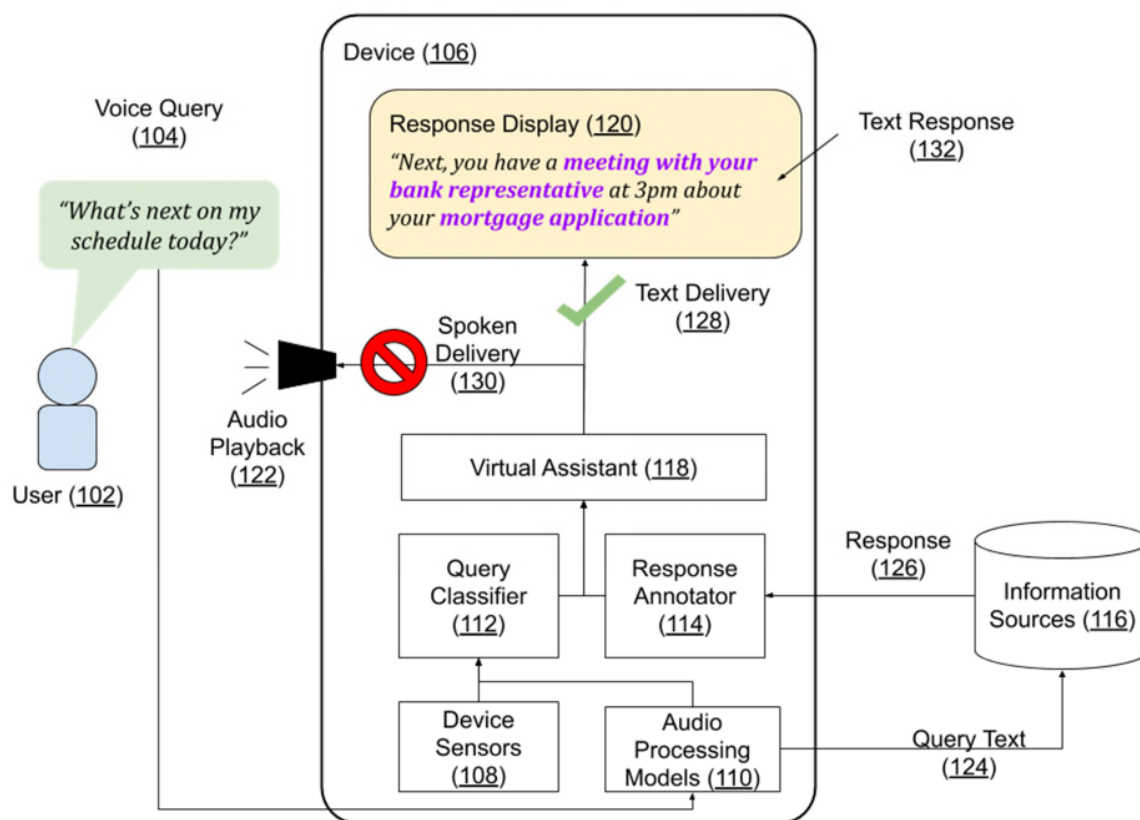 Device (106)
Voice Query
(104)
Response Display (120)
“Next, you have a meeting with your
bank representative at 3pm about
your mortgage application”
Text Response
(132)
“What’s next on my
schedule today?”
Text Delivery
(128)
Spoken
Delivery
(130)
Audio
Playback
(122)
User (102)
Virtual Assistant (118)
Query
Classifier
(112)
Response
Annotator
(114)
Response
(126)
Information
Sources (116)
Device
Sensors
(108)
Audio
Processing
Models (110)
Query Text
(124)